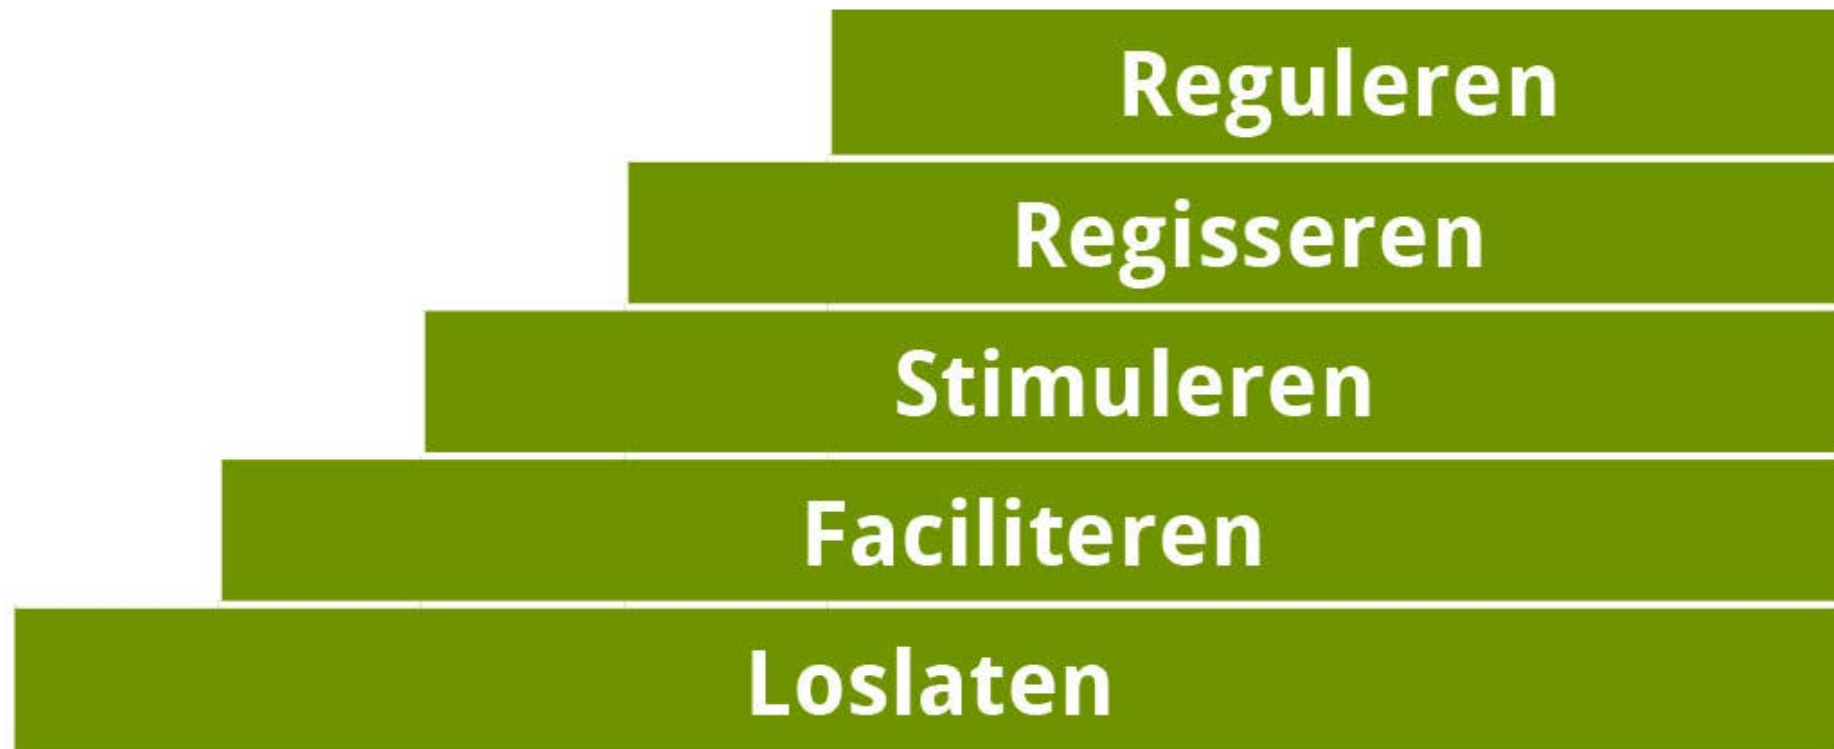 Reguleren
Regisseren
Stimuleren
Faciliteren
Loslaten